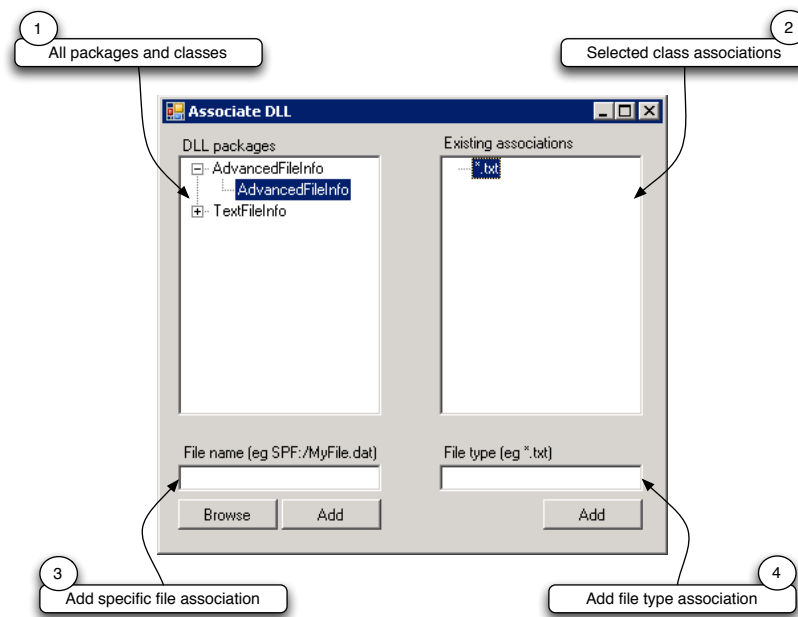 1
All packages and classes
2
Selected class associations
Associate DLL
DLL packages
Existing associations
AdvancedFileInfo
AdvancedFileInfo
TextFileInfo
*.txt
File name (eg SPF:/MyFile.dat)
File type (eg *.txt)
Browse
Add
Add
3
Add specific file association
4
Add file type association